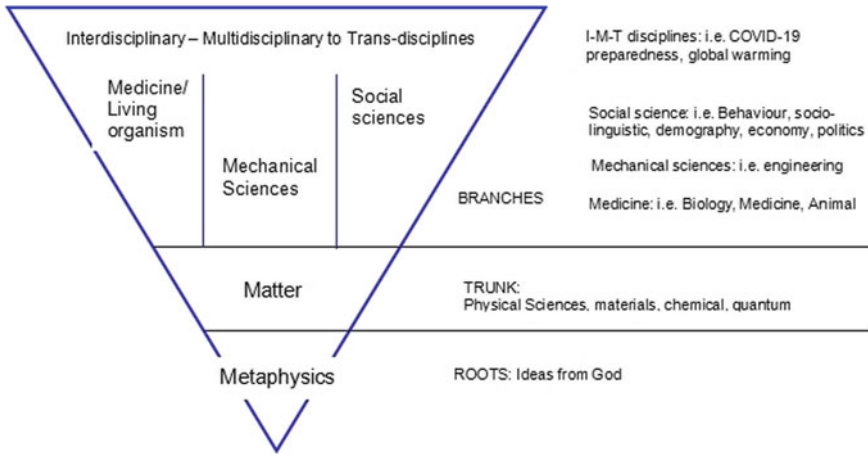 Interdisciplinary – Multidisciplinary to Trans-disciplines
I-M-T disciplines: i.e. COVID-19
preparedness, global warming
Medicine/
Living
organism
Mechanical
Sciences
Social
sciences
Social science: i.e. Behaviour, socio-
linguistic, demography, economy, politics
Mechanical sciences: i.e. engineering
BRANCHES
Medicine: i.e. Biology, Medicine, Animal
Matter
TRUNK:
Physical Sciences, materials, chemical, quantum
Metaphysics
ROOTS: Ideas from God